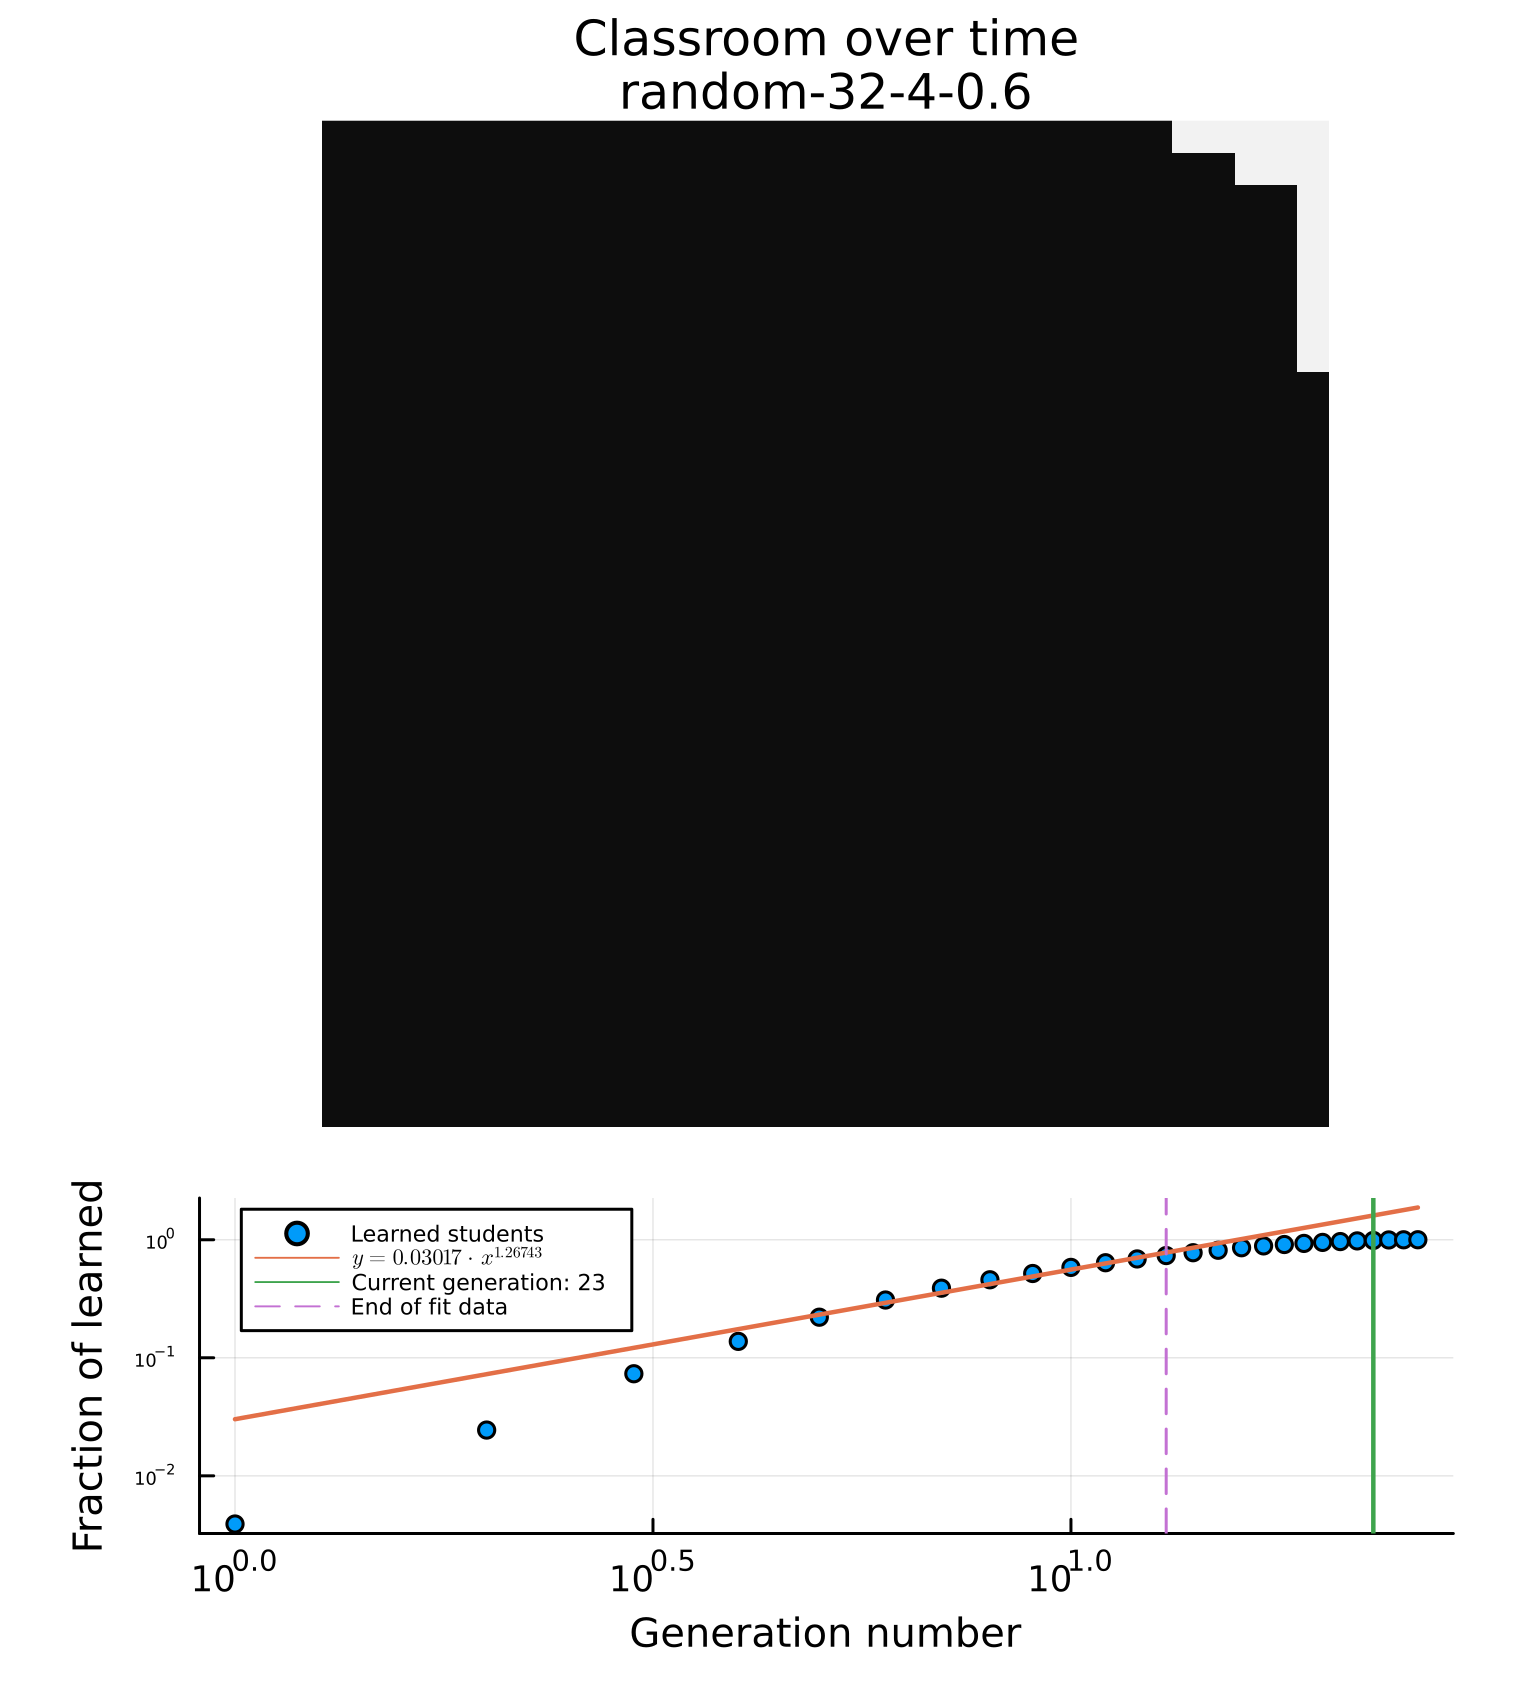 Classroom over time
random-32-4-0.6
Fraction of learned
10⁰
10⁻¹
10⁻²
Learned students
y = 0.03017 · x^1.26743
Current generation: 23
End of fit data
10^0.0
10^0.5
10^1.0
Generation number